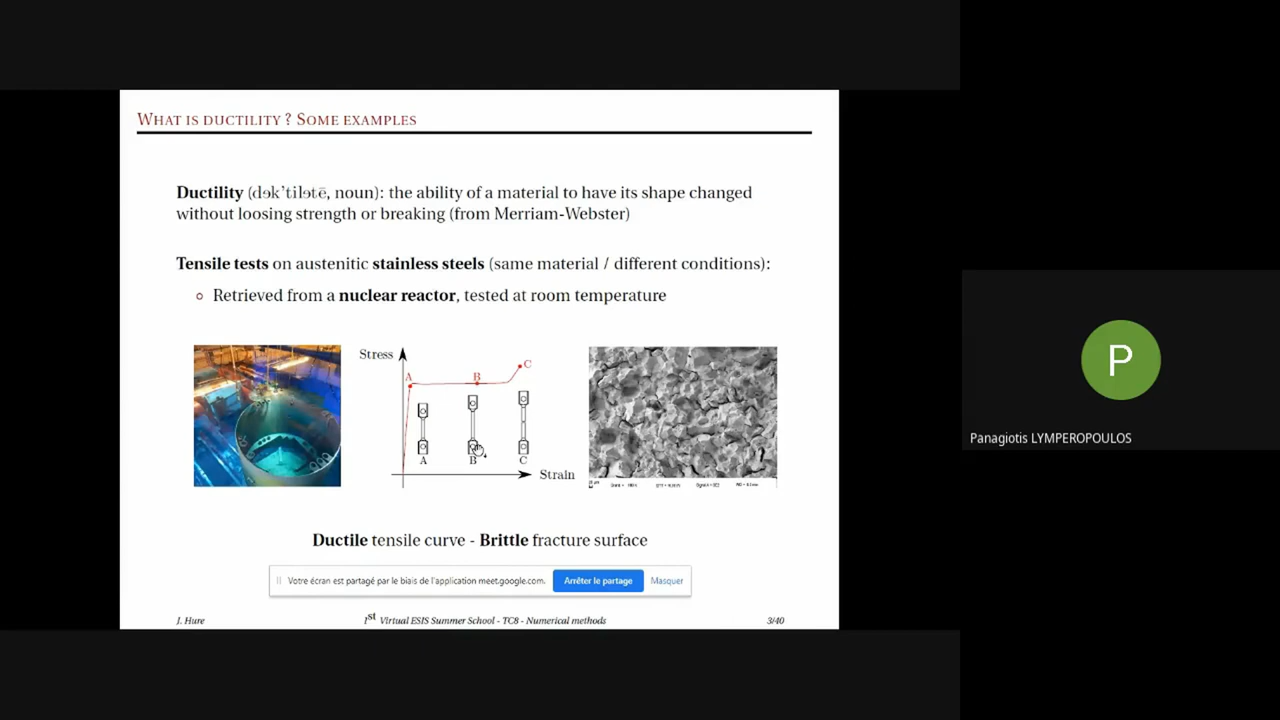 WHAT IS DUCTILITY ? SOME EXAMPLES
Ductility (dək'tilətē, noun): the ability of a material to have its shape changed
without loosing strength or breaking (from Merriam-Webster)
Tensile tests on austenitic stainless steels (same material / different conditions):
Retrieved from a nuclear reactor, tested at room temperature
Stress
A
B
C
A
B
C
Strain
Ductile tensile curve - Brittle fracture surface
Votre écran est partagé par le biais de l'application meet.google.com.
Arrêter le partage
Masquer
J. Hure
1st Virtual ESIS Summer School - TC8 - Numerical methods
3/40
P
Panagiotis LYMPEROPOULOS